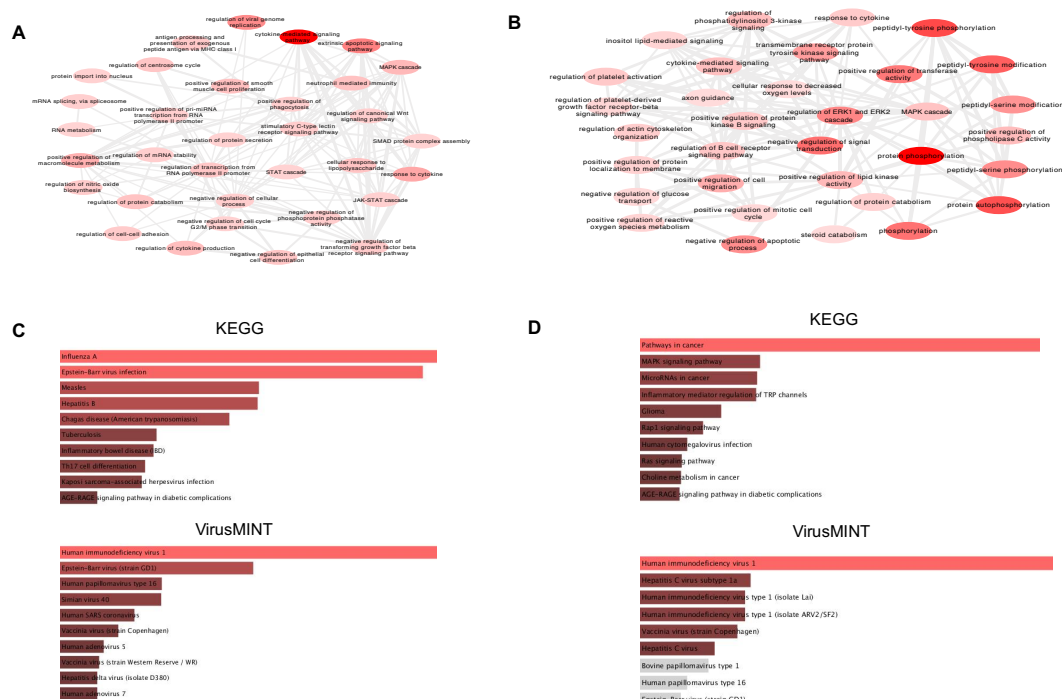 A
regulation of viral genome
replication
cytokine-mediated signaling
pathway
extrinsic apoptotic signaling
pathway
antigen processing and
presentation of exogenous
peptide antigen via MHC class I
regulation of centrosome cycle
neutrophil mediated immunity
MAPK cascade
protein import into nucleus
positive regulation of smooth
muscle cell proliferation
mRNA splicing, via spliceosome
positive regulation of pri-miRNA
transcription from RNA
polymerase II promoter
positive regulation of
phagocytosis
regulation of canonical Wnt
signaling pathway
RNA metabolism
stimulatory C-type lectin
receptor signaling pathway
regulation of protein secretion
SMAD protein complex assembly
positive regulation of
macromolecule metabolism
regulation of mRNA stability
regulation of transcription from
RNA polymerase II promoter
STAT cascade
cellular response to
lipopolysaccharide
response to cytokine
regulation of nitric oxide
biosynthesis
regulation of protein catabolism
negative regulation of cellular
process
JAK-STAT cascade
negative regulation of cell-cycle
G2/M phase transition
negative regulation of
phosphoprotein phosphatase
activity
regulation of cell-cell adhesion
regulation of cytokine production
negative regulation of epithelial
cell differentiation
negative regulation of
transforming growth factor beta
receptor signaling pathway
B
regulation of
phosphatidylinositol 3-kinase
signaling
response to cytokine
peptidyl-tyrosine phosphorylation
inositol lipid-mediated signaling
transmembrane receptor protein
tyrosine kinase signaling
pathway
cytokine-mediated signaling
pathway
peptidyl-tyrosine modification
regulation of platelet activation
positive regulation of transferase
activity
cellular response to decreased
oxygen levels
regulation of platelet-derived
growth factor receptor-beta
signaling pathway
axon guidance
peptidyl-serine modification
positive regulation of protein
kinase B signaling
regulation of ERK1 and ERK2
cascade
MAPK cascade
regulation of actin cytoskeleton
organization
positive regulation of
phospholipase C activity
regulation of B cell receptor
signaling pathway
negative regulation of signal
transduction
protein phosphorylation
positive regulation of protein
localization to membrane
peptidyl-serine phosphorylation
positive regulation of cell
migration
positive regulation of lipid kinase
activity
negative regulation of glucose
transport
regulation of protein catabolism
protein autophosphorylation
positive regulation of reactive
oxygen species metabolism
positive regulation of mitotic cell
cycle
steroid catabolism
phosphorylation
negative regulation of apoptotic
process
C
KEGG
Influenza A
Epstein-Barr virus infection
Measles
Hepatitis B
Chagas disease (American trypanosomiasis)
Tuberculosis
Inflammatory bowel disease (IBD)
Th17 cell differentiation
Kaposi sarcoma-associated herpesvirus infection
AGE-RAGE signaling pathway in diabetic complications
VirusMINT
Human immunodeficiency virus 1
Epstein-Barr virus (strain GD1)
Human papillomavirus type 16
Simian virus 40
Human SARS coronavirus
Vaccinia virus (strain Copenhagen)
Human adenovirus 5
Vaccinia virus (strain Western Reserve / WR)
Hepatitis delta virus (isolate D380)
Human adenovirus 7
D
KEGG
Pathways in cancer
MAPK signaling pathway
MicroRNAs in cancer
Inflammatory mediator regulation of TRP channels
Glioma
Rap1 signaling pathway
Human cytomegalovirus infection
Ras signaling pathway
Choline metabolism in cancer
AGE-RAGE signaling pathway in diabetic complications
VirusMINT
Human immunodeficiency virus 1
Hepatitis C virus subtype 1a
Human immunodeficiency virus type 1 (isolate Lai)
Human immunodeficiency virus type 1 (isolate ARV2/SF2)
Vaccinia virus (strain Copenhagen)
Hepatitis C virus
Bovine papillomavirus type 1
Human papillomavirus type 16
Epstein-Barr virus (strain GD1)